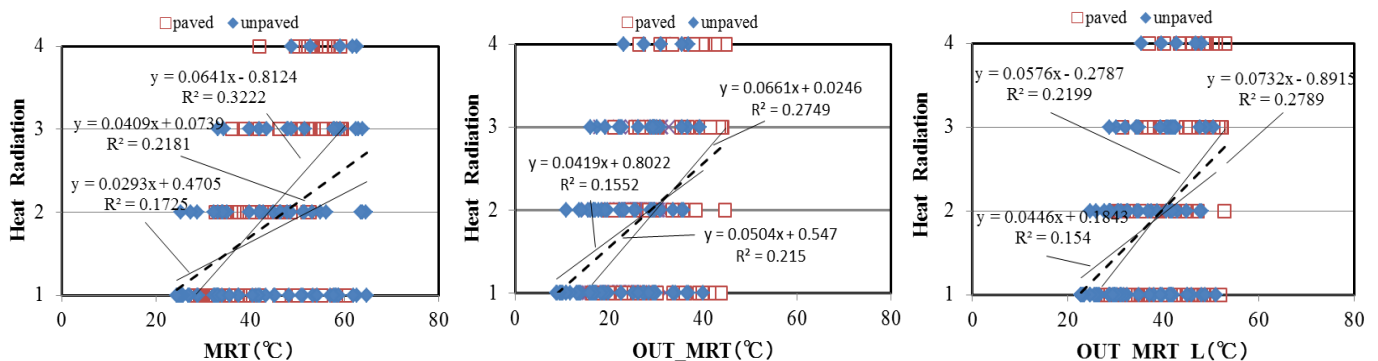 paved unpaved
4
3
2
1
Heat Radiation
y = 0.0641x - 0.8124
R² = 0.3222
y = 0.0409x + 0.0739
R² = 0.2181
y = 0.0293x + 0.4705
R² = 0.1725
0 20 40 60 80
MRT(℃)
paved unpaved
4
3
2
1
Heat Radiation
y = 0.0661x + 0.0246
R² = 0.2749
y = 0.0419x + 0.8022
R² = 0.1552
y = 0.0504x + 0.547
R² = 0.215
0 20 40 60 80
OUT_MRT(℃)
paved unpaved
4
3
2
1
Heat Radiation
y = 0.0576x - 0.2787
R² = 0.2199
y = 0.0732x - 0.8915
R² = 0.2789
y = 0.0446x + 0.1843
R² = 0.154
0 20 40 60 80
OUT MRT L(℃)